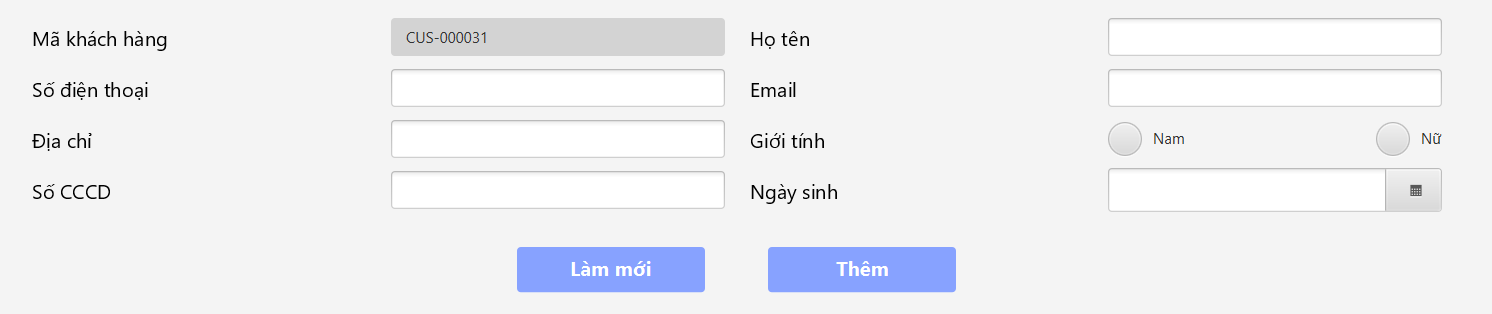 Mã khách hàng CUS-000031 Họ tên
Số điện thoại Email
Địa chỉ Giới tính Nam Nữ
Số CCCD Ngày sinh
Làm mới Thêm